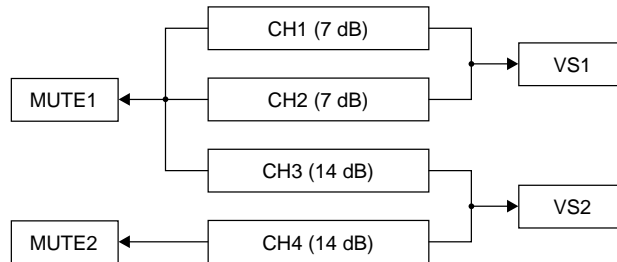 CH1 (7 dB)
VS1
MUTE1
CH2 (7 dB)
CH3 (14 dB)
VS2
MUTE2
CH4 (14 dB)